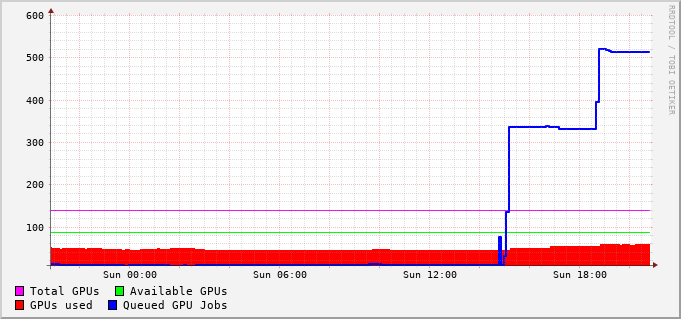 600
500
400
300
200
100
Sun 00:00 Sun 06:00 Sun 12:00 Sun 18:00
Total GPUs Available GPUs
GPUs used Queued GPU Jobs
RRDTOOL / TOBI OETIKER